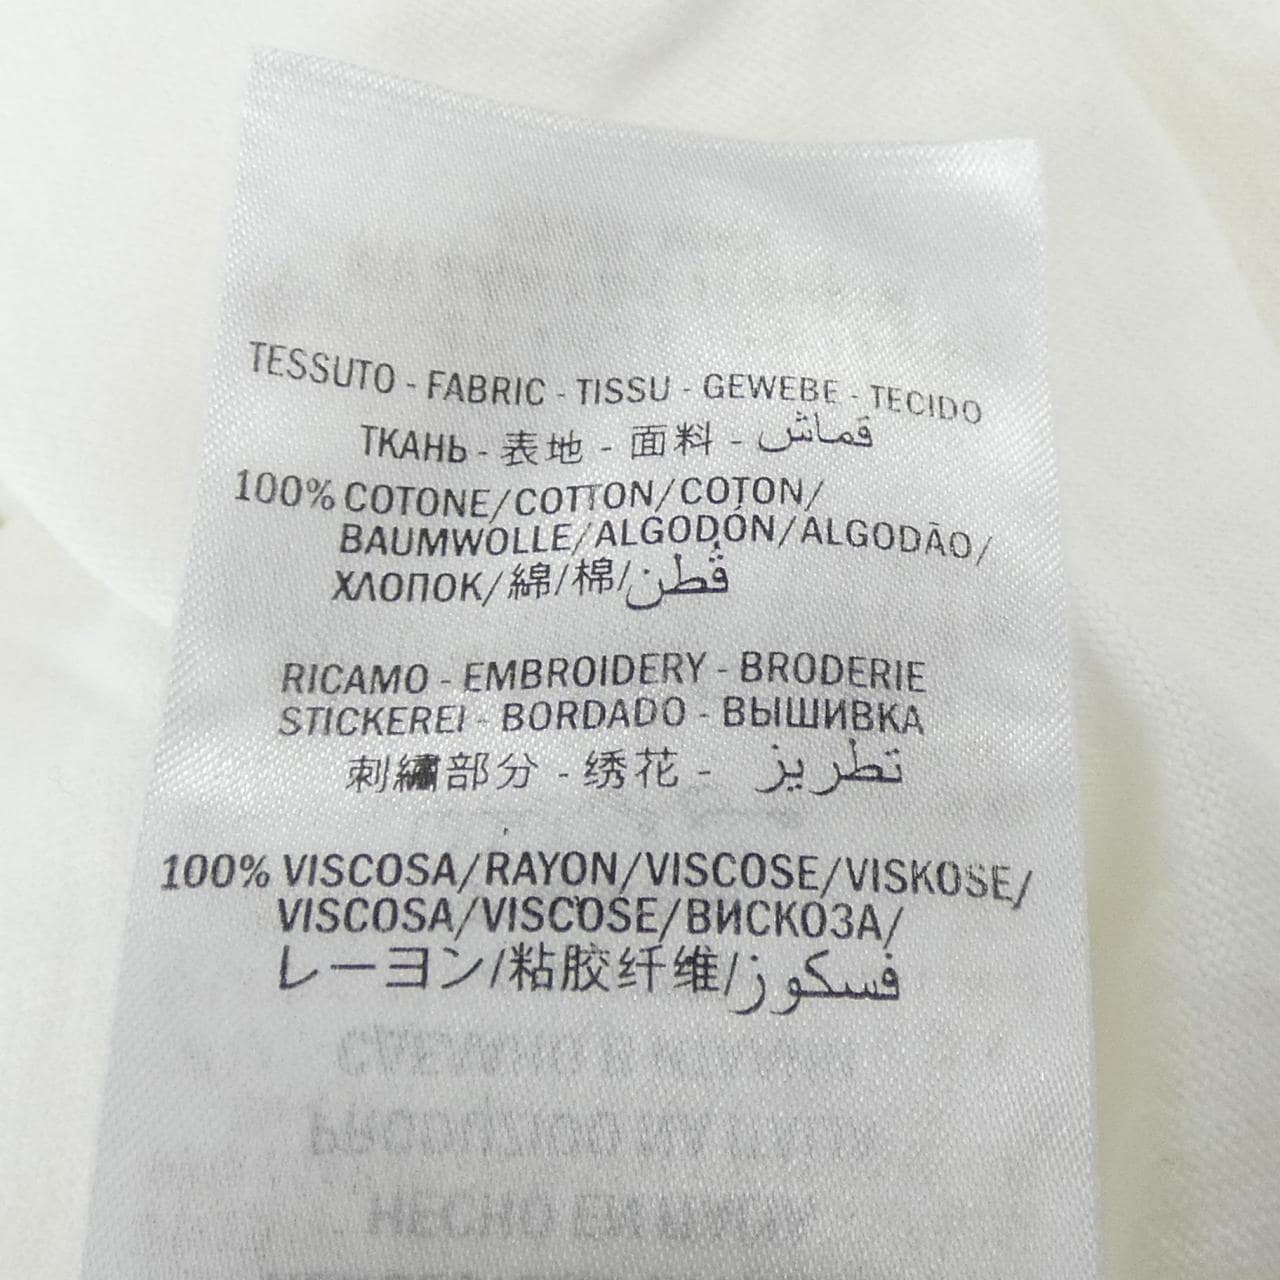 TESSUTO - FABRIC - TISSU - GEWEBE - TECIDO
ТКАНЬ - 表地 - 面料 - قماش
100% COTONE/COTTON/COTON/
BAUMWOLLE/ALGODÓN/ALGODÃO/
ХЛОПОК/綿/棉/قطن
RICAMO - EMBROIDERY - BRODERIE
STICKEREI - BORDADO - ВЫШИВКА
刺繍部分 - 绣花 - تطريز
100% VISCOSA/RAYON/VISCOSE/VISKOSE/
VISCOSA/VISCOSE/ВИСКОЗА/
レーヨン/粘胶纤维/فسكوز